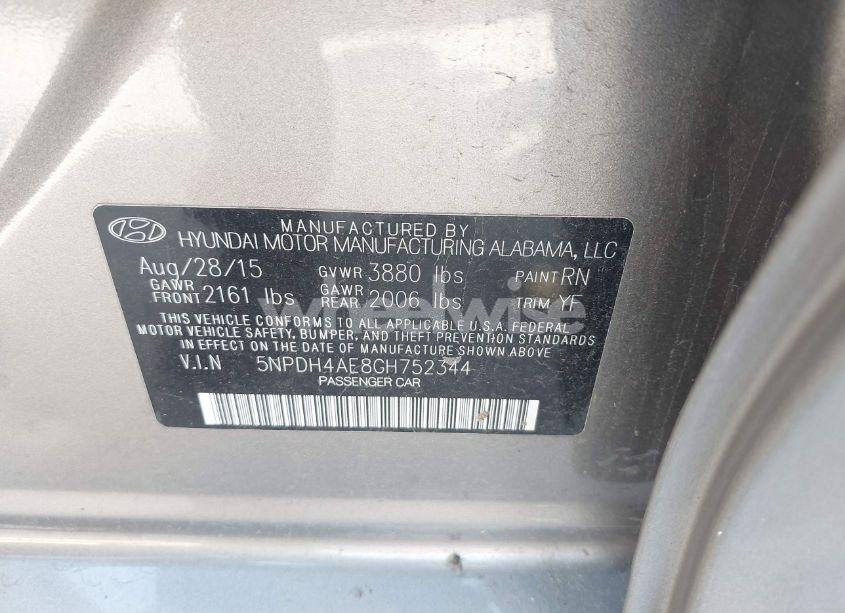 MANUFACTURED BY
HYUNDAI MOTOR MANUFACTURING ALABAMA, LLC
Aug/28/15 GVWR 3880 lbs PAINT RN
GAWR FRONT 2161 lbs GAWR REAR 2006 lbs TRIM YF
THIS VEHICLE CONFORMS TO ALL APPLICABLE U.S.A. FEDERAL
MOTOR VEHICLE SAFETY, BUMPER, AND THEFT PREVENTION STANDARDS
IN EFFECT ON THE DATE OF MANUFACTURE SHOWN ABOVE
V.I.N 5NPDH4AE8GH752344
PASSENGER CAR
wheelwise